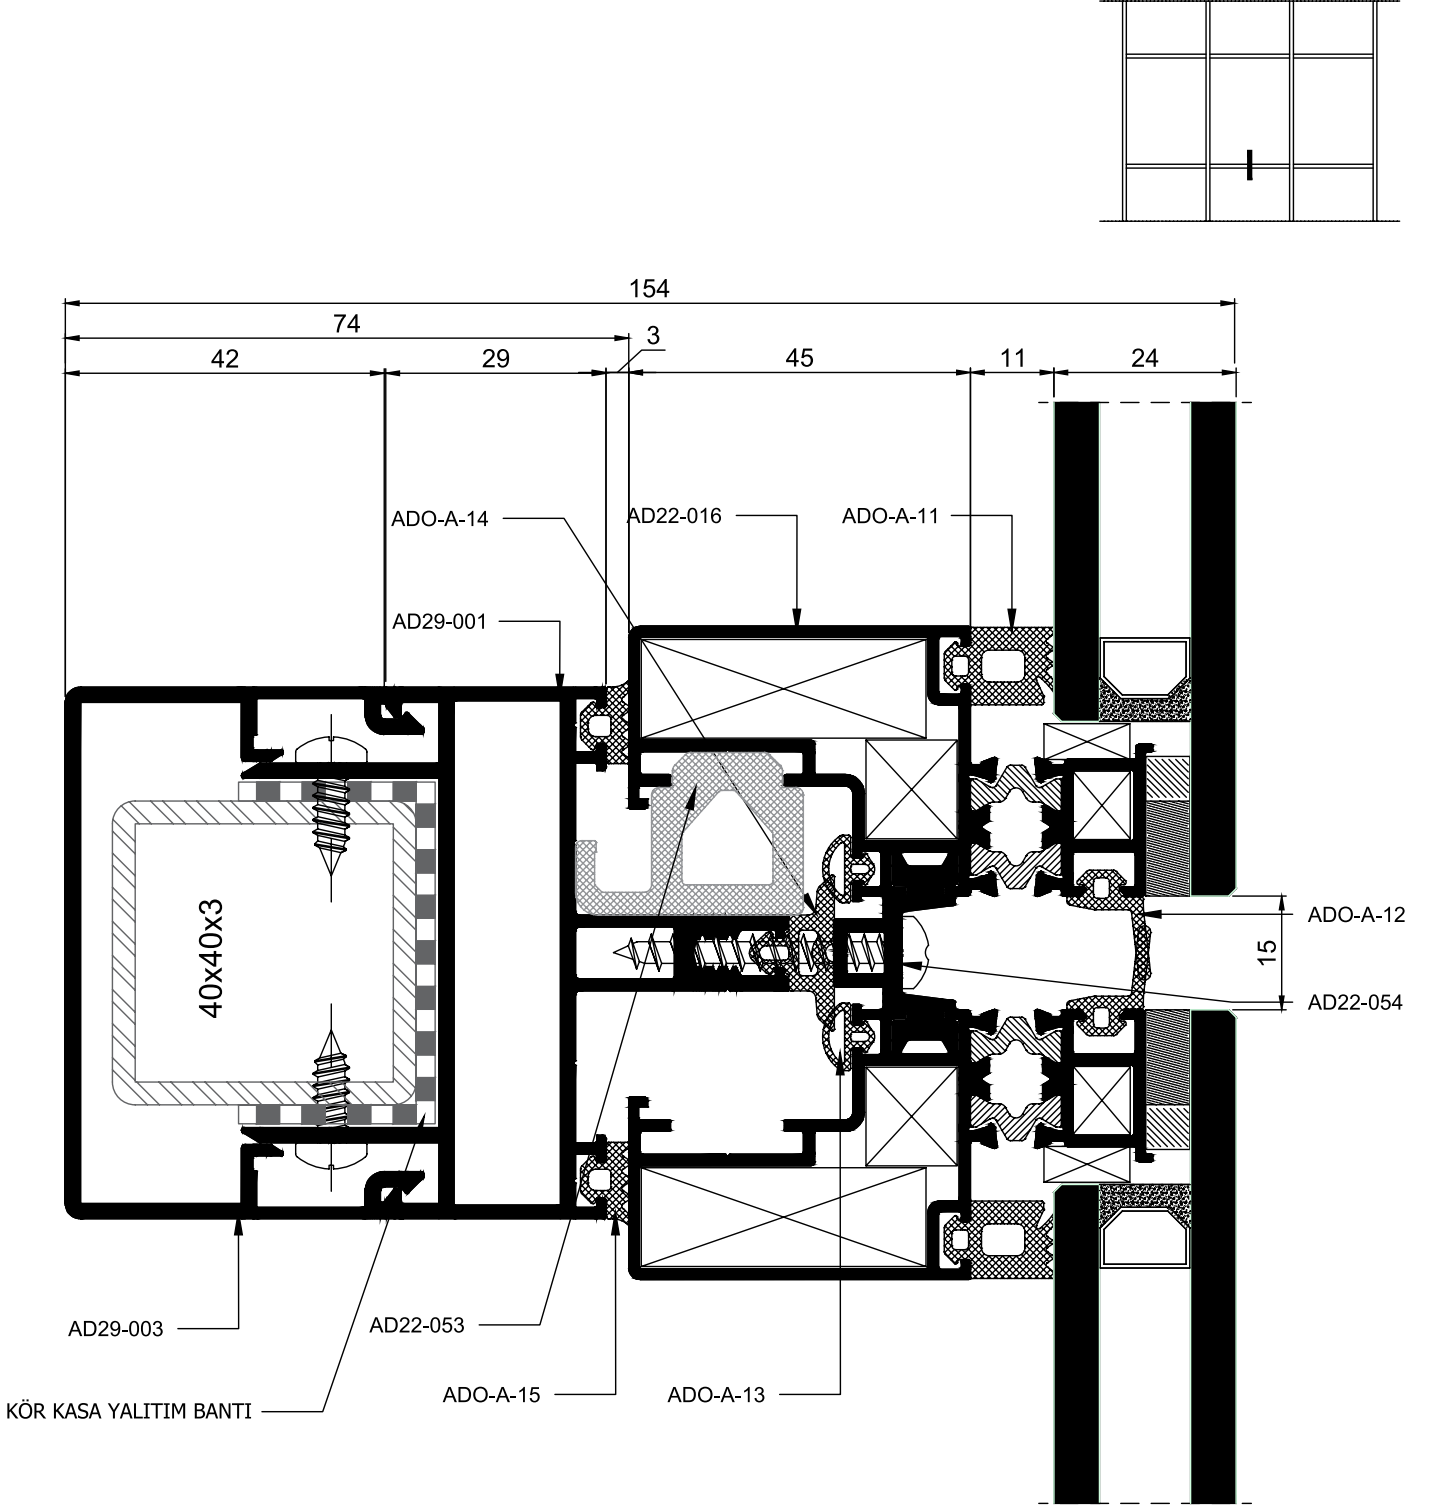 154
74
3
42
29
45
11
24
ADO-A-14
AD22-016
ADO-A-11
AD29-001
40x40x3
ADO-A-12
15
AD22-054
AD29-003
AD22-053
ADO-A-15
ADO-A-13
KÖR KASA YALITIM BANTI